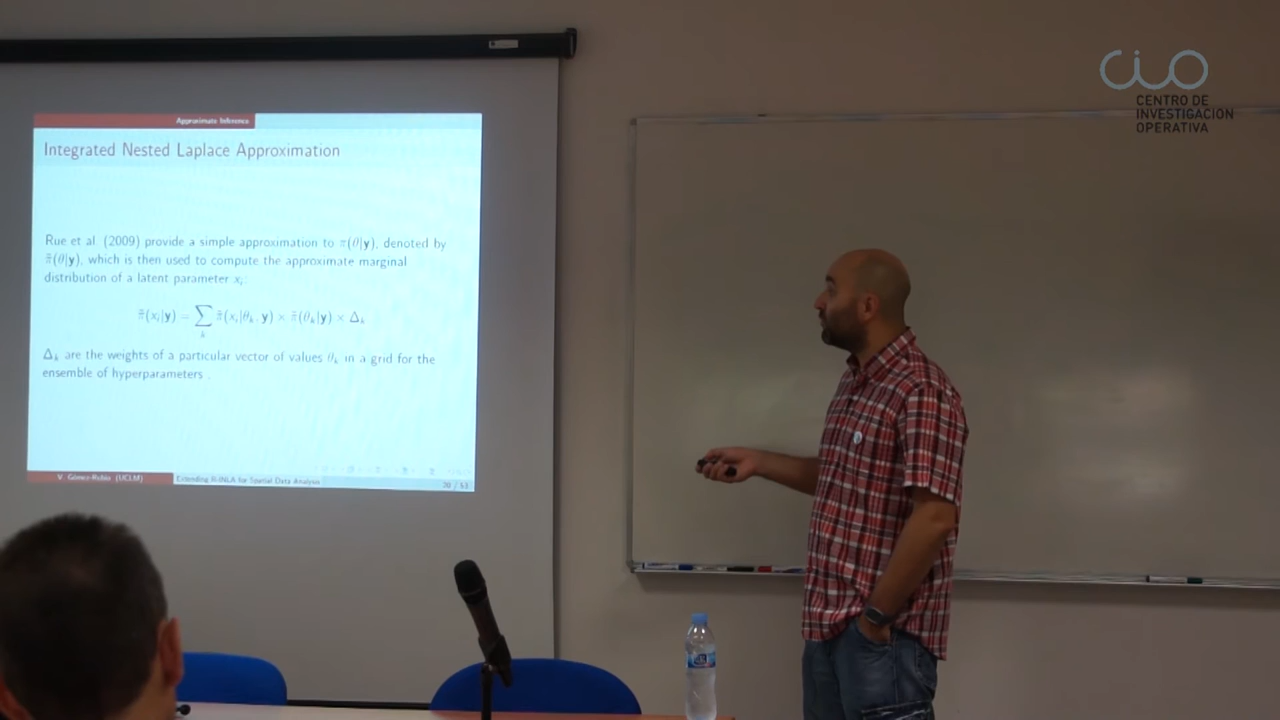 CENTRO DE
INVESTIGACION
OPERATIVA
Approximate Inference
Integrated Nested Laplace Approximation
Rue et al. (2009) provide a simple approximation to π(θ|y), denoted by
π̃(θ|y), which is then used to compute the approximate marginal
distribution of a latent parameter xᵢ:
π̃(xᵢ|y) = ∑ₖ π̃(xᵢ|θₖ, y) × π̃(θₖ|y) × Δₖ
Δₖ are the weights of a particular vector of values θₖ in a grid for the
ensemble of hyperparameters .
V. Gómez-Rubio (UCLM) Extending R-INLA for Spatial Data Analysis 20 / 53